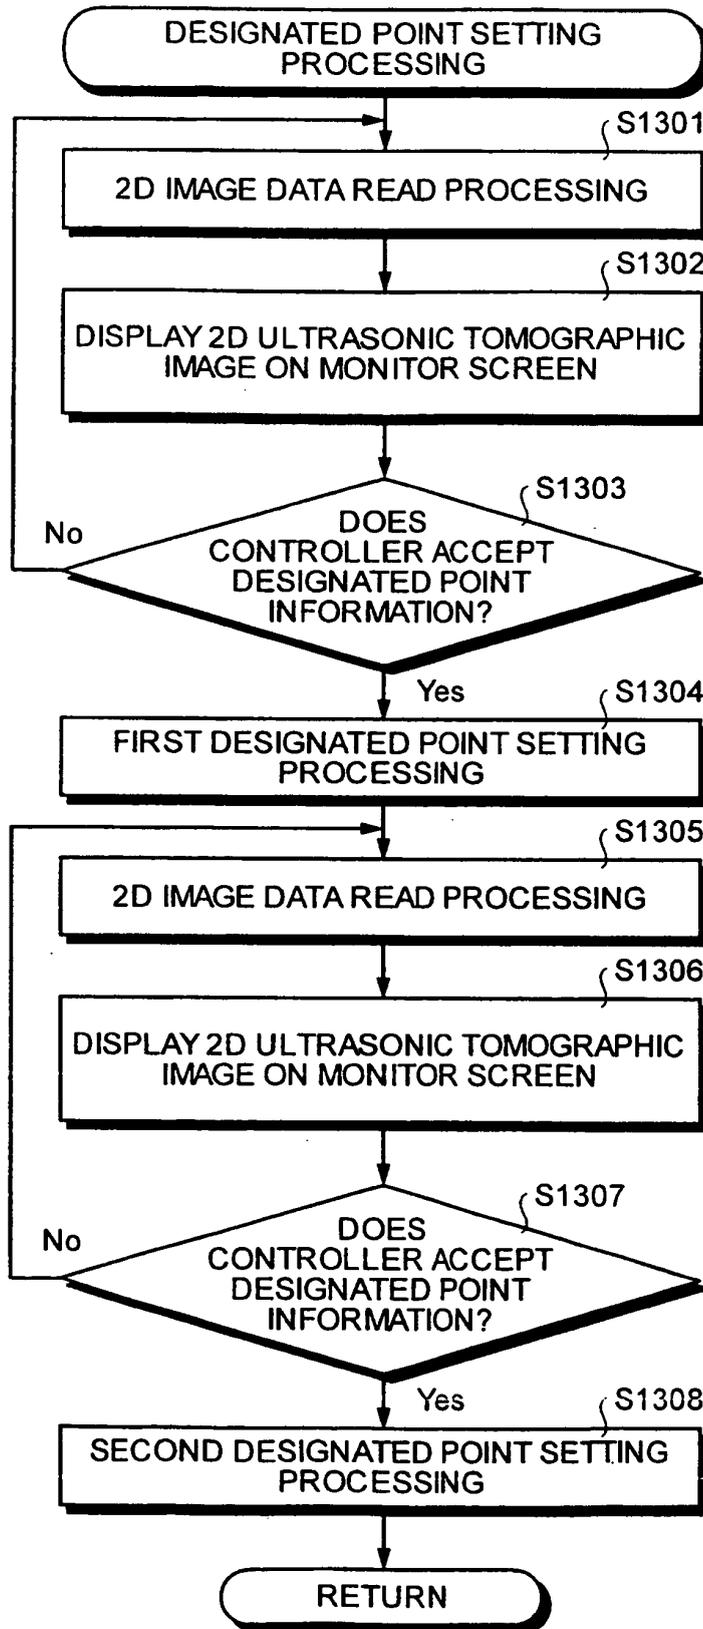 DESIGNATED POINT SETTING
PROCESSING
S1301
2D IMAGE DATA READ PROCESSING
S1302
DISPLAY 2D ULTRASONIC TOMOGRAPHIC
IMAGE ON MONITOR SCREEN
S1303
No
DOES
CONTROLLER ACCEPT
DESIGNATED POINT
INFORMATION?
Yes
S1304
FIRST DESIGNATED POINT SETTING
PROCESSING
S1305
2D IMAGE DATA READ PROCESSING
S1306
DISPLAY 2D ULTRASONIC TOMOGRAPHIC
IMAGE ON MONITOR SCREEN
S1307
No
DOES
CONTROLLER ACCEPT
DESIGNATED POINT
INFORMATION?
Yes
S1308
SECOND DESIGNATED POINT SETTING
PROCESSING
RETURN